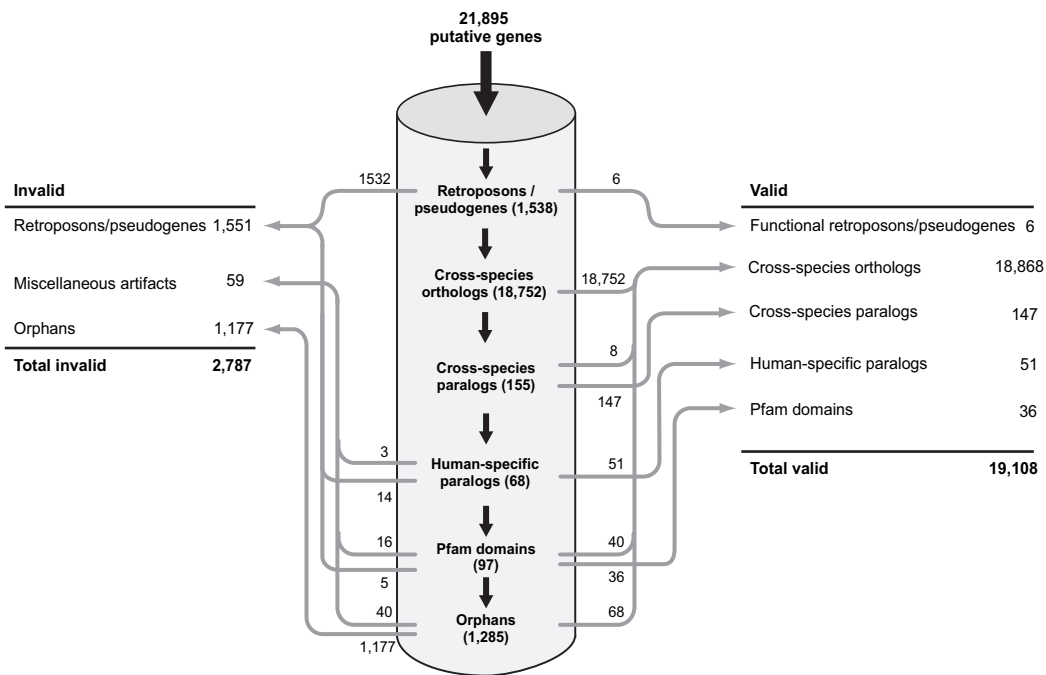 21,895
putative genes
Invalid
Retroposons/pseudogenes 1,551
Miscellaneous artifacts 59
Orphans 1,177
Total invalid 2,787
1532
Retroposons /
pseudogenes (1,538)
6
Cross-species
orthologs (18,752)
18,752
Cross-species
paralogs (155)
8
147
3
Human-specific
paralogs (68)
51
14
16
Pfam domains
(97)
40
5
36
40
Orphans
(1,285)
68
1,177
Valid
Functional retroposons/pseudogenes 6
Cross-species orthologs 18,868
Cross-species paralogs 147
Human-specific paralogs 51
Pfam domains 36
Total valid 19,108